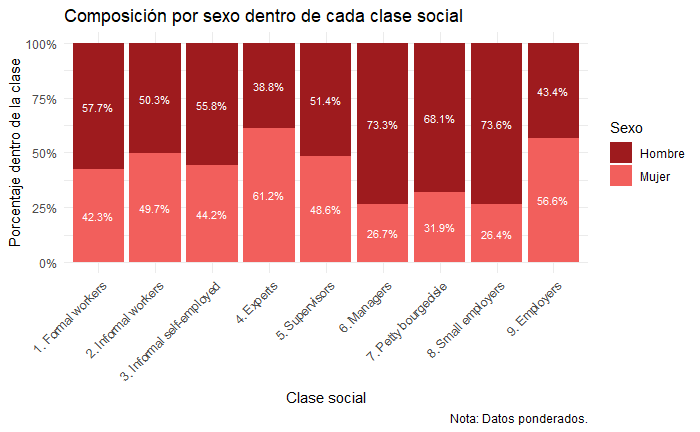 Composición por sexo dentro de cada clase social
Porcentaje dentro de la clase
100%
75%
50%
25%
0%
57.7%
50.3%
55.8%
38.8%
51.4%
73.3%
68.1%
73.6%
43.4%
42.3%
49.7%
44.2%
61.2%
48.6%
26.7%
31.9%
26.4%
56.6%
1. Formal workers
2. Informal workers
3. Informal self-employed
4. Experts
5. Supervisors
6. Managers
7. Petty bourgedisie
8. Small employers
9. Employers
Clase social
Sexo
Hombre
Mujer
Nota: Datos ponderados.